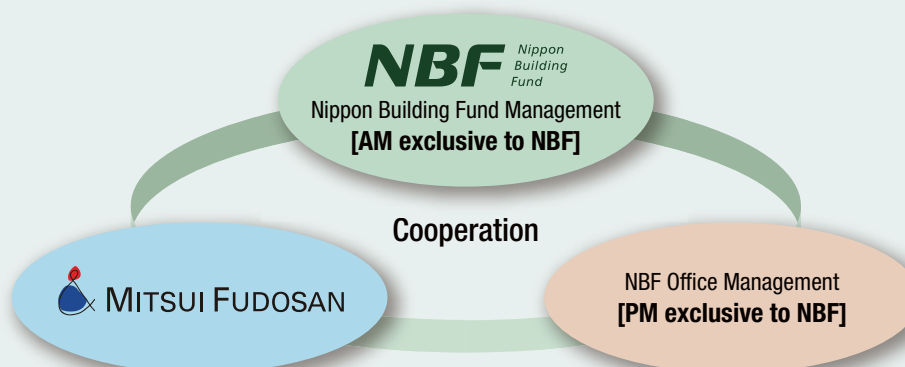 NBF
Nippon
Building
Fund
Nippon Building Fund Management
[AM exclusive to NBF]
Cooperation
MITSUI FUDOSAN
NBF Office Management
[PM exclusive to NBF]